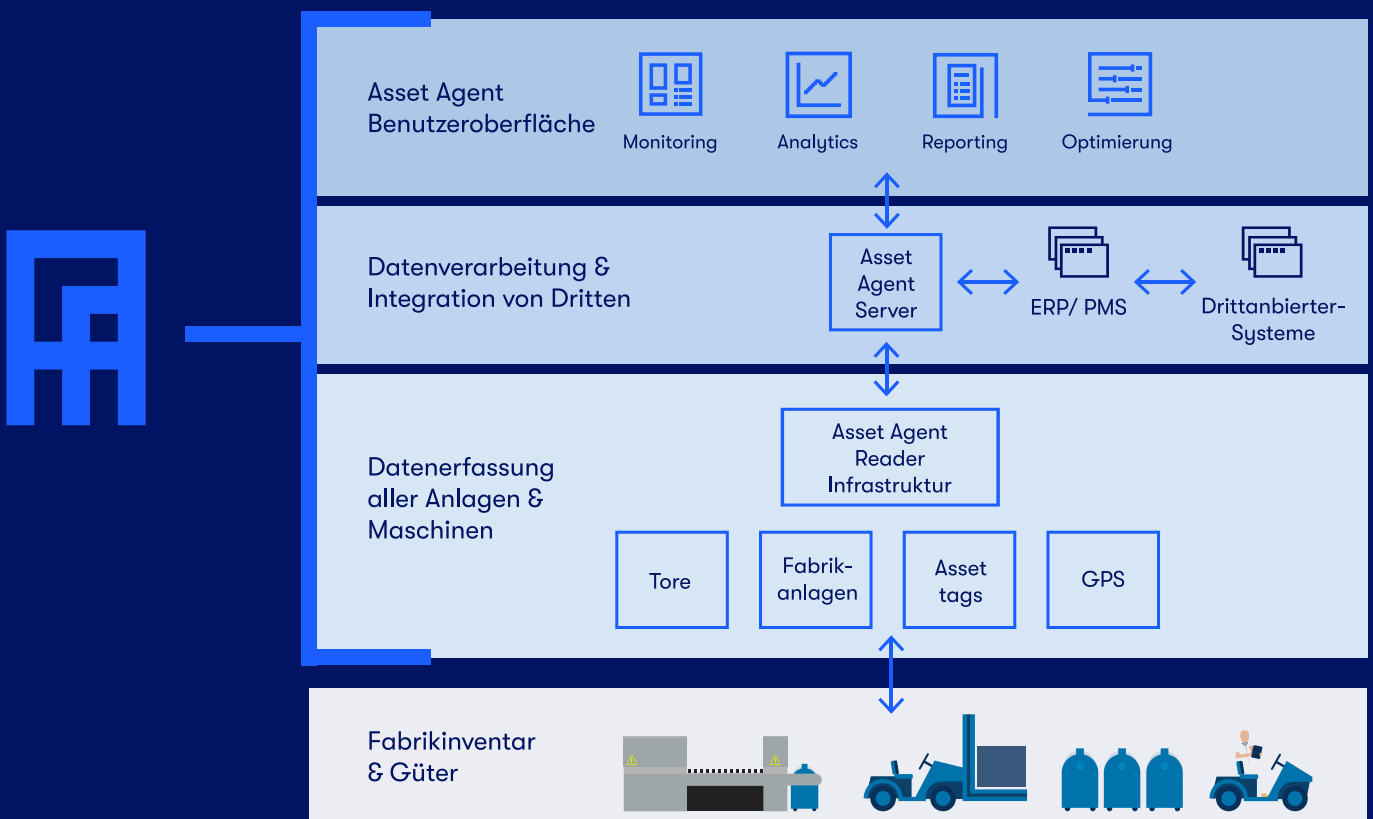 Asset Agent
Benutzeroberfläche
Monitoring
Analytics
Reporting
Optimierung
Datenverarbeitung &
Integration von Dritten
Asset
Agent
Server
ERP/ PMS
Drittanbierter-
Systeme
Datenerfassung
aller Anlagen &
Maschinen
Asset Agent
Reader
Infrastruktur
Tore
Fabrik-
anlagen
Asset
tags
GPS
Fabrikinventar
& Güter